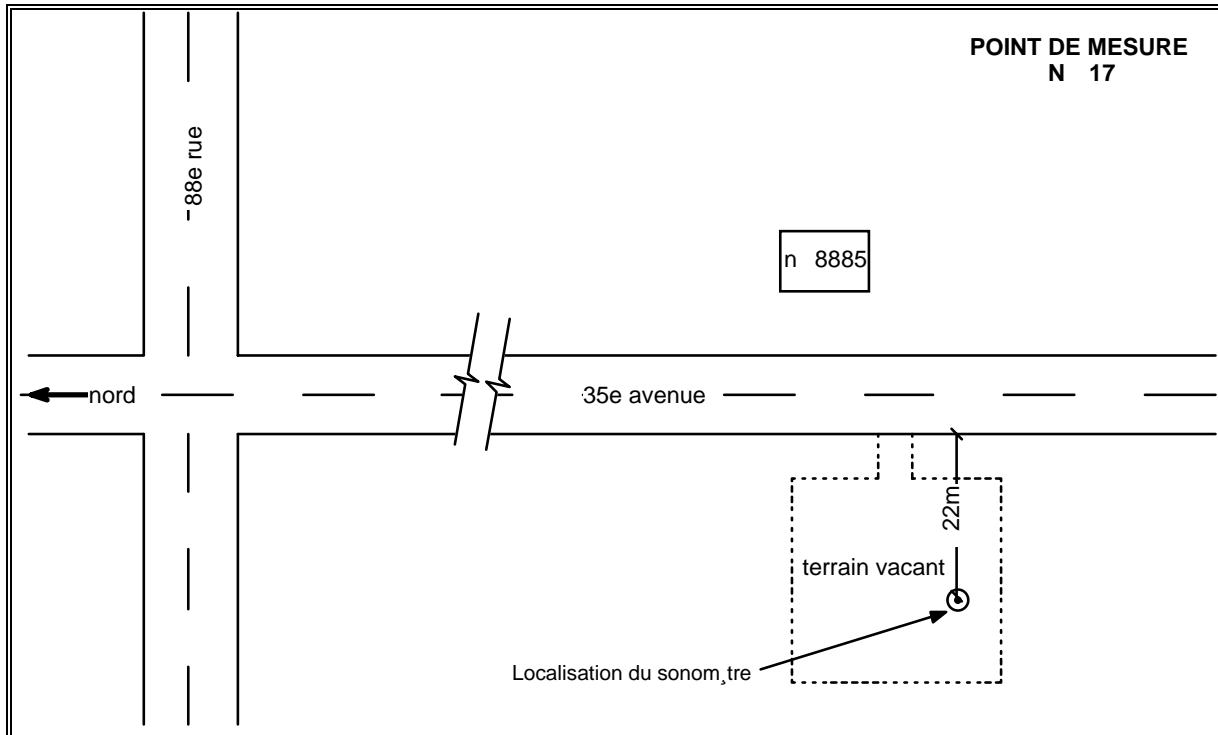 POINT DE MESURE
N 17
88e rue
n 8885
nord
35e avenue
22m
terrain vacant
Localisation du sonom¸tre